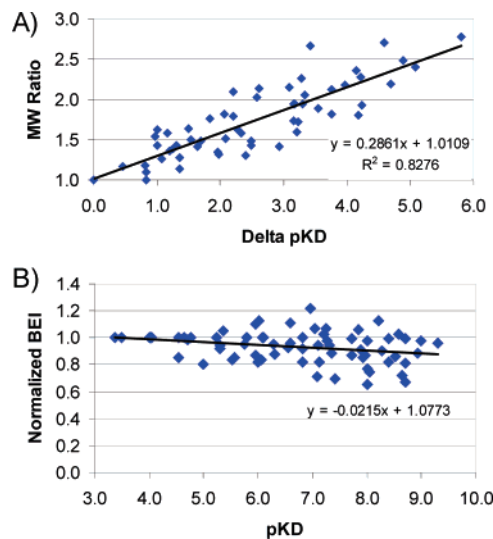 A)
3.0
2.5
2.0
1.5
1.0
MW Ratio
y = 0.2861x + 1.0109
R² = 0.8276
0.0 1.0 2.0 3.0 4.0 5.0 6.0
Delta pKD
B)
1.4
1.2
1.0
0.8
0.6
0.4
0.2
0.0
Normalized BEI
y = -0.0215x + 1.0773
3.0 4.0 5.0 6.0 7.0 8.0 9.0 10.0
pKD